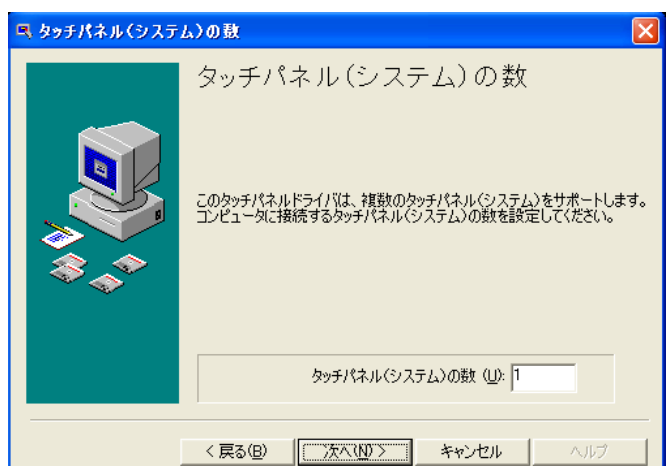 タッチパネル(システム)の数
タッチパネル(システム)の数
このタッチパネルドライバは、複数のタッチパネル(システム)をサポートします。
コンピュータに接続するタッチパネル(システム)の数を設定してください。
タッチパネル(システム)の数 (U): 1
< 戻る(B) 次へ(N) > キャンセル ヘルプ